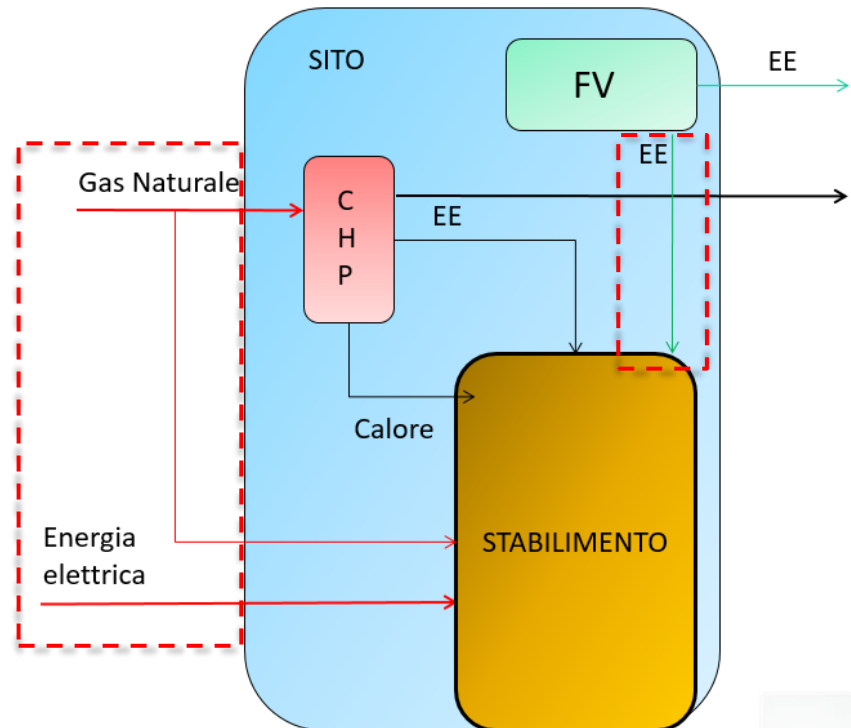 SITO
FV
EE
EE
Gas Naturale
C
H
P
EE
Calore
Energia
elettrica
STABILIMENTO